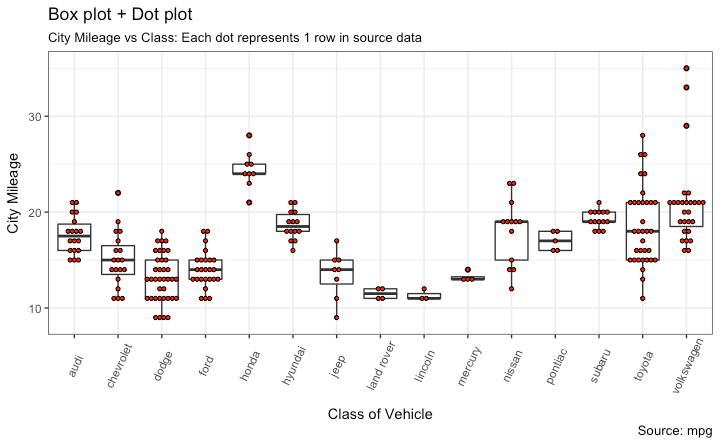 Box plot + Dot plot
City Mileage vs Class: Each dot represents 1 row in source data
City Mileage
30
20
10
audi
chevrolet
dodge
ford
honda
hyundai
jeep
land rover
lincoln
mercury
nissan
pontiac
subaru
toyota
volkswagen
Class of Vehicle
Source: mpg